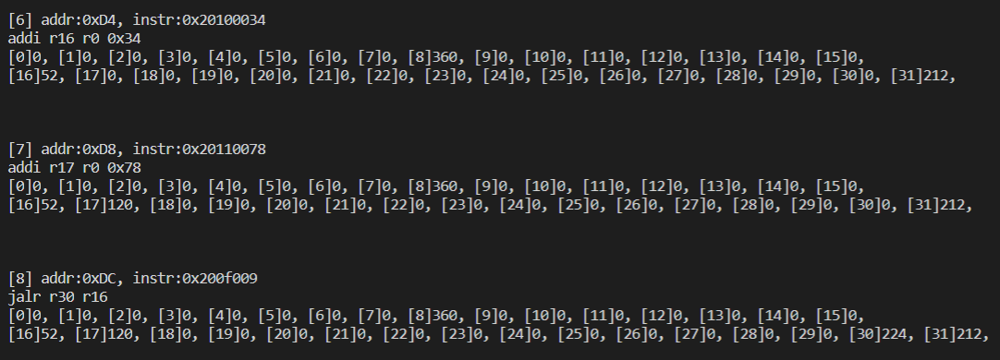 [6] addr:0xD4, instr:0x20100034
addi r16 r0 0x34
[0]0, [1]0, [2]0, [3]0, [4]0, [5]0, [6]0, [7]0, [8]360, [9]0, [10]0, [11]0, [12]0, [13]0, [14]0, [15]0,
[16]52, [17]0, [18]0, [19]0, [20]0, [21]0, [22]0, [23]0, [24]0, [25]0, [26]0, [27]0, [28]0, [29]0, [30]0, [31]212,
[7] addr:0xD8, instr:0x20110078
addi r17 r0 0x78
[0]0, [1]0, [2]0, [3]0, [4]0, [5]0, [6]0, [7]0, [8]360, [9]0, [10]0, [11]0, [12]0, [13]0, [14]0, [15]0,
[16]52, [17]120, [18]0, [19]0, [20]0, [21]0, [22]0, [23]0, [24]0, [25]0, [26]0, [27]0, [28]0, [29]0, [30]0, [31]212,
[8] addr:0xDC, instr:0x200f009
jalr r30 r16
[0]0, [1]0, [2]0, [3]0, [4]0, [5]0, [6]0, [7]0, [8]360, [9]0, [10]0, [11]0, [12]0, [13]0, [14]0, [15]0,
[16]52, [17]120, [18]0, [19]0, [20]0, [21]0, [22]0, [23]0, [24]0, [25]0, [26]0, [27]0, [28]0, [29]0, [30]224, [31]212,